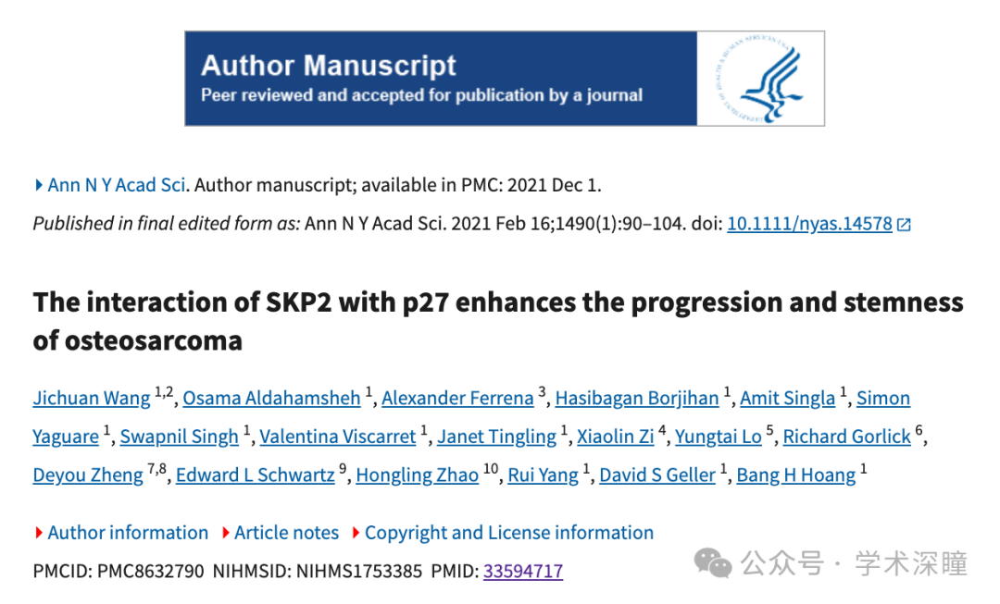 Author Manuscript
Peer reviewed and accepted for publication by a journal
Ann N Y Acad Sci. Author manuscript; available in PMC: 2021 Dec 1.
Published in final edited form as: Ann N Y Acad Sci. 2021 Feb 16;1490(1):90–104. doi: 10.1111/nyas.14578
The interaction of SKP2 with p27 enhances the progression and stemness
of osteosarcoma
Jichuan Wang 1,2, Osama Aldahamsheh 1, Alexander Ferrena 3, Hasibagan Borjihan 1, Amit Singla 1, Simon
Yaguare 1, Swapnil Singh 1, Valentina Viscarret 1, Janet Tingling 1, Xiaolin Zi 4, Yungtai Lo 5, Richard Gorlick 6,
Deyou Zheng 7,8, Edward L Schwartz 9, Hongling Zhao 10, Rui Yang 1, David S Geller 1, Bang H Hoang 1
Author information Article notes Copyright and License information
PMCID: PMC8632790 NIHMSID: NIHMS1753385 PMID: 33594717
公众号 · 学术深瞳